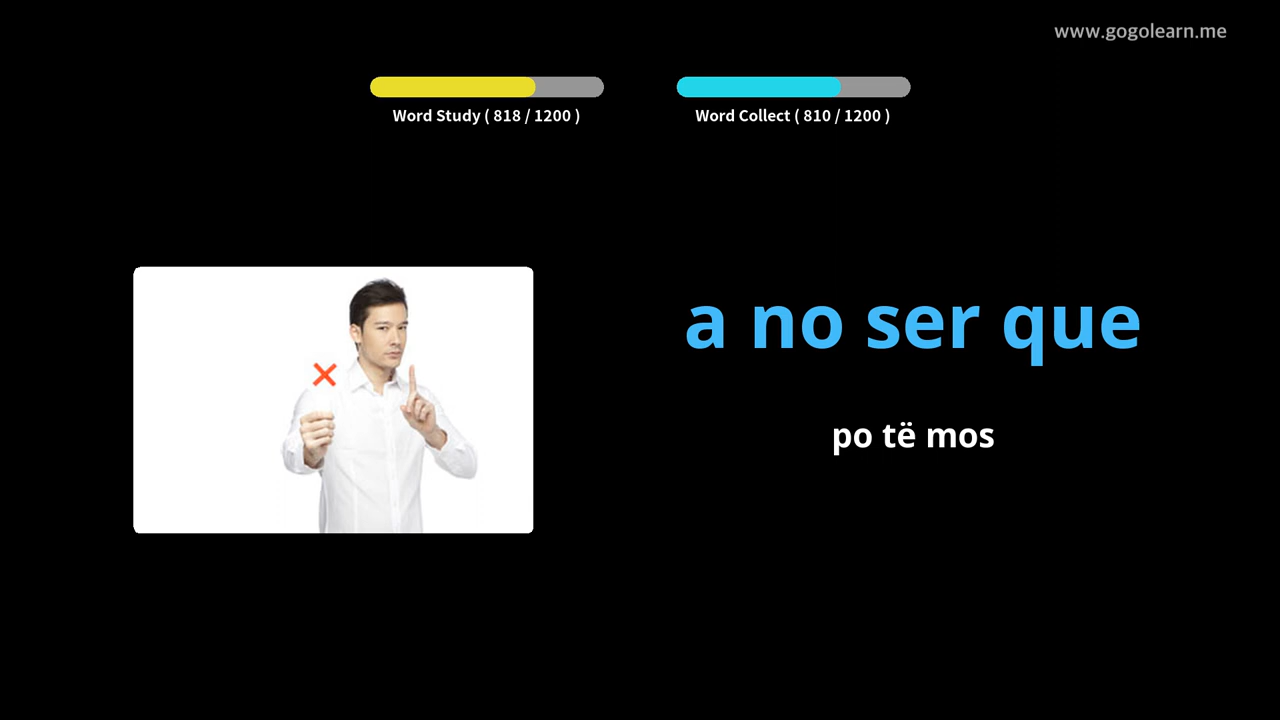 www.gogolearn.me
Word Study ( 818 / 1200 )
Word Collect ( 810 / 1200 )
a no ser que
po të mos